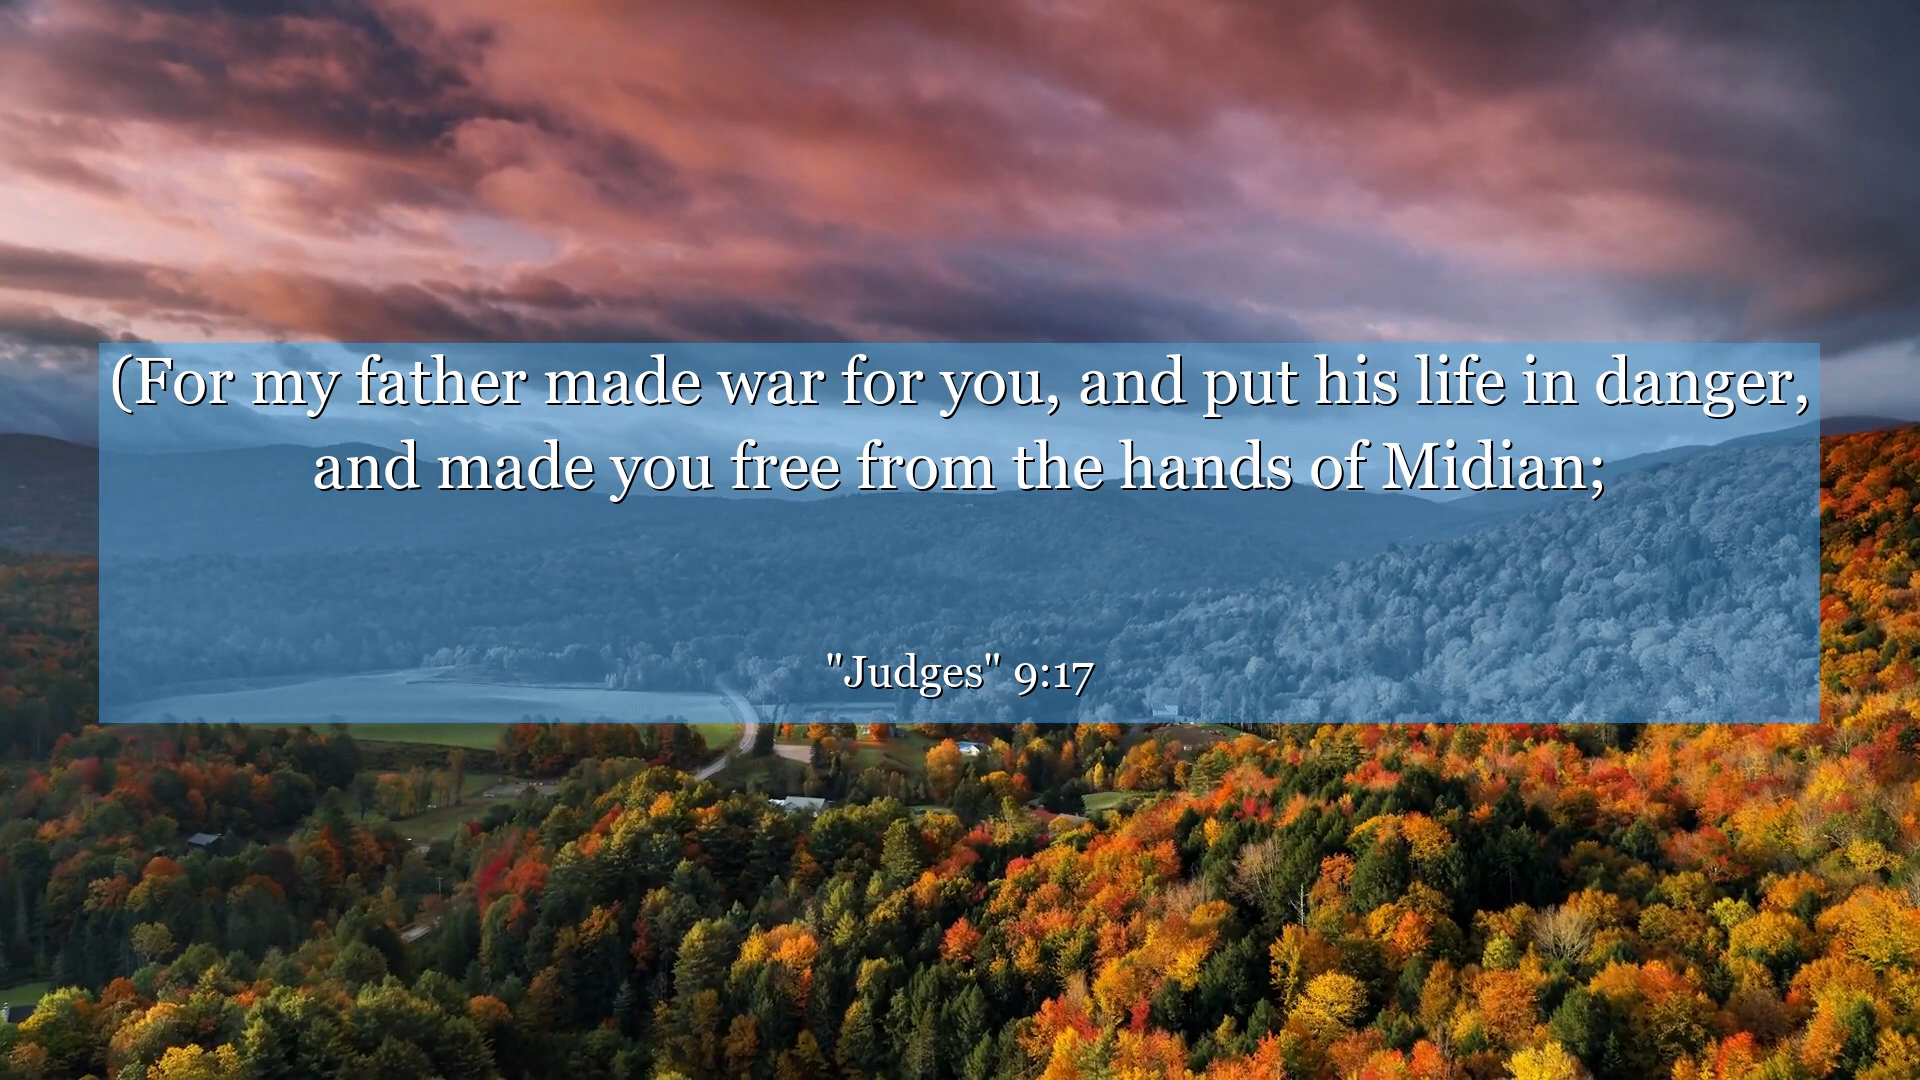 (For my father made war for you, and put his life in danger,
and made you free from the hands of Midian;
"Judges" 9:17